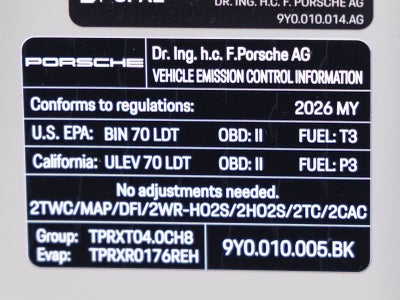 DR. ING. H.C. F. PORSCHE AG
9Y0.010.014.AG
PORSCHE
Dr. Ing. h.c. F.Porsche AG
VEHICLE EMISSION CONTROL INFORMATION
Conforms to regulations: 2026 MY
U.S. EPA: BIN 70 LDT OBD: II FUEL: T3
California: ULEV 70 LDT OBD: II FUEL: P3
No adjustments needed.
2TWC/MAP/DFI/2WR-HO2S/2HO2S/2TC/2CAC
Group: TPRXT04.0CH8
Evap: TPRXR0176REH
9Y0.010.005.BK